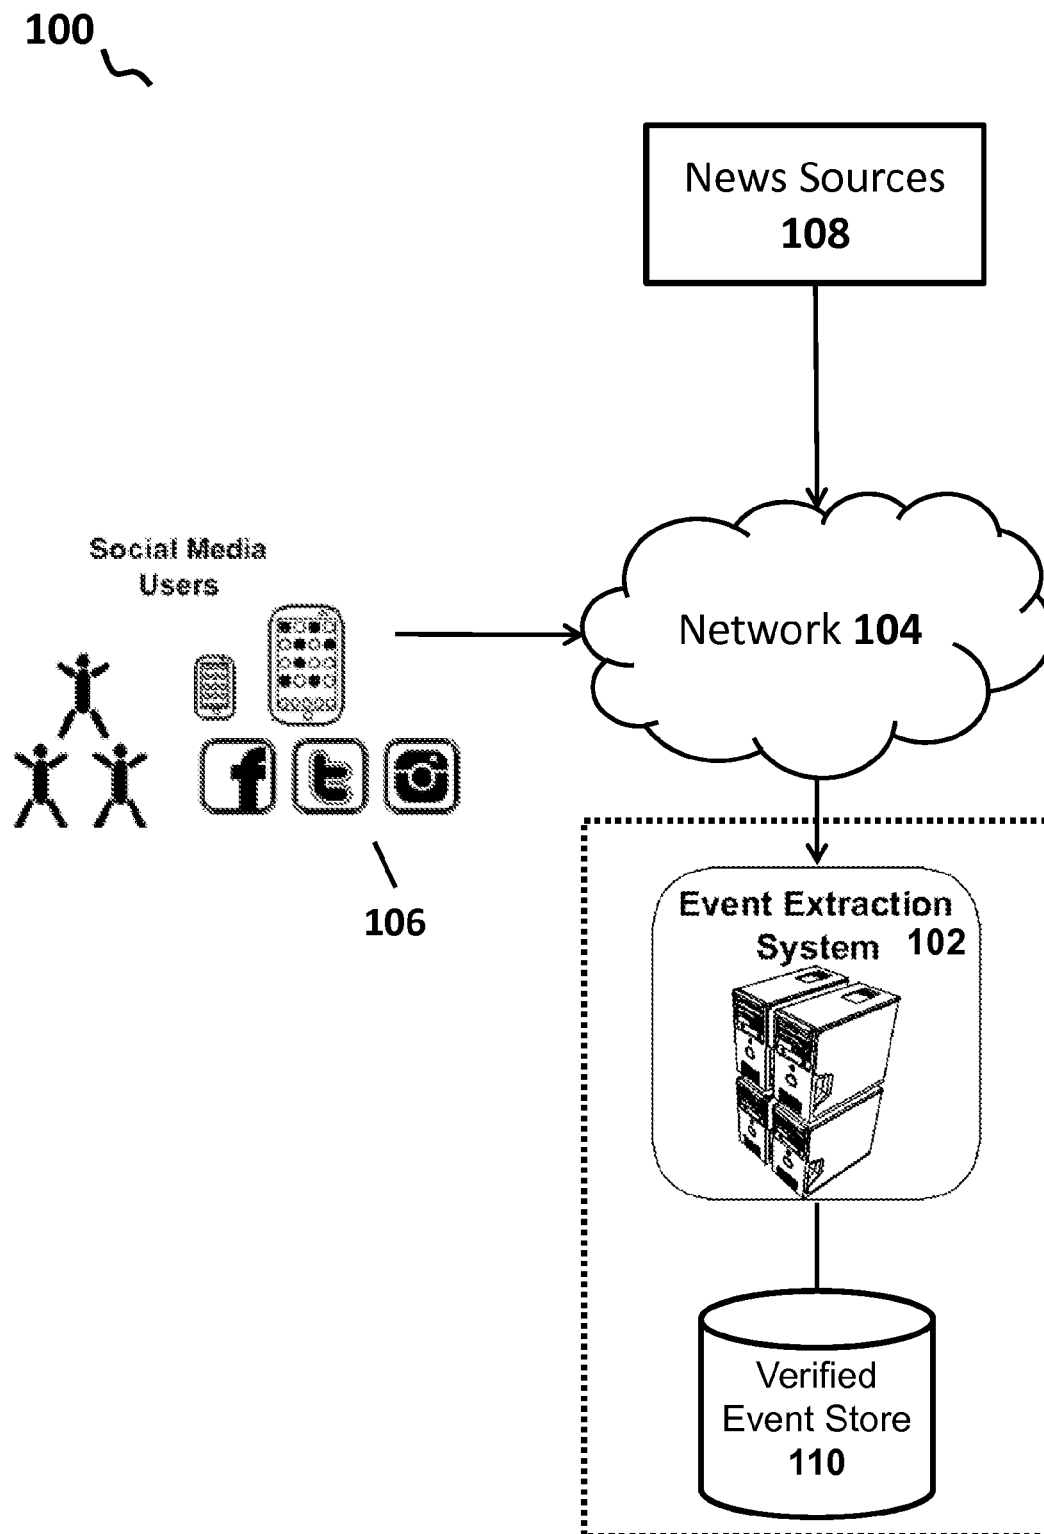 100
News Sources
108
Social Media
Users
Network 104
106
Event Extraction
System 102
Verified
Event Store
110